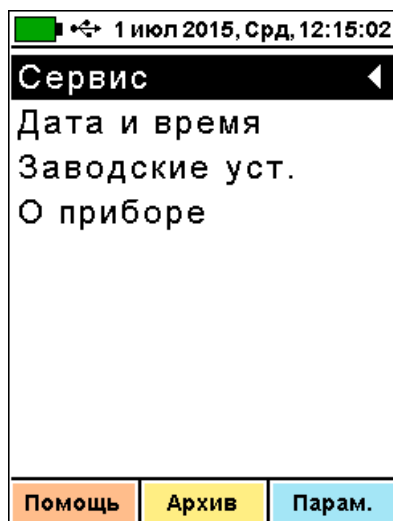 1 июл 2015, Срд, 12:15:02
Сервис
Дата и время
Заводские уст.
О приборе
Помощь Архив Парам.